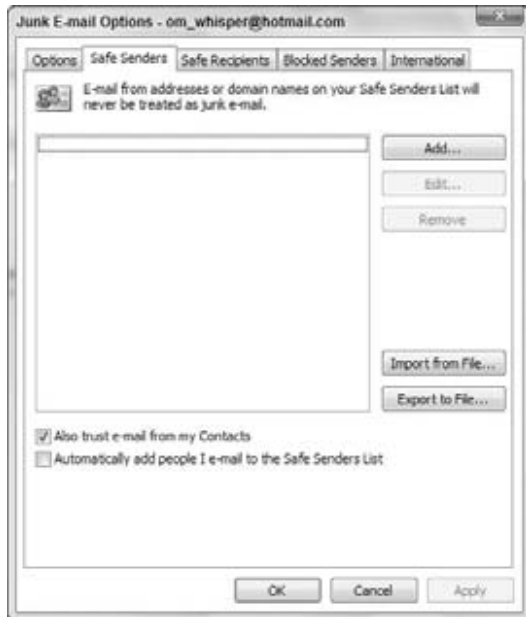 Junk E-mail Options - om_whisper@hotmail.com
Options Safe Senders Safe Recipients Blocked Senders International
E-mail from addresses or domain names on your Safe Senders List will
never be treated as junk e-mail.
Add...
Edit...
Remove
Import from File...
Export to File...
Also trust e-mail from my Contacts
Automatically add people I e-mail to the Safe Senders List
OK Cancel Apply